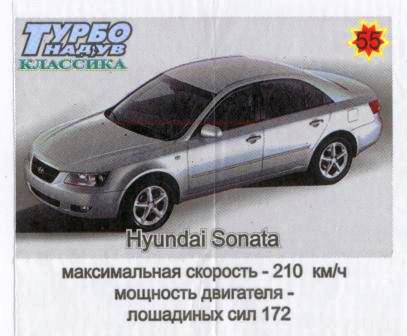 ТУРБО
НАДУВ
КЛАССИКА
55
Hyundai Sonata
максимальная скорость - 210 км/ч
мощность двигателя -
лошадиных сил 172